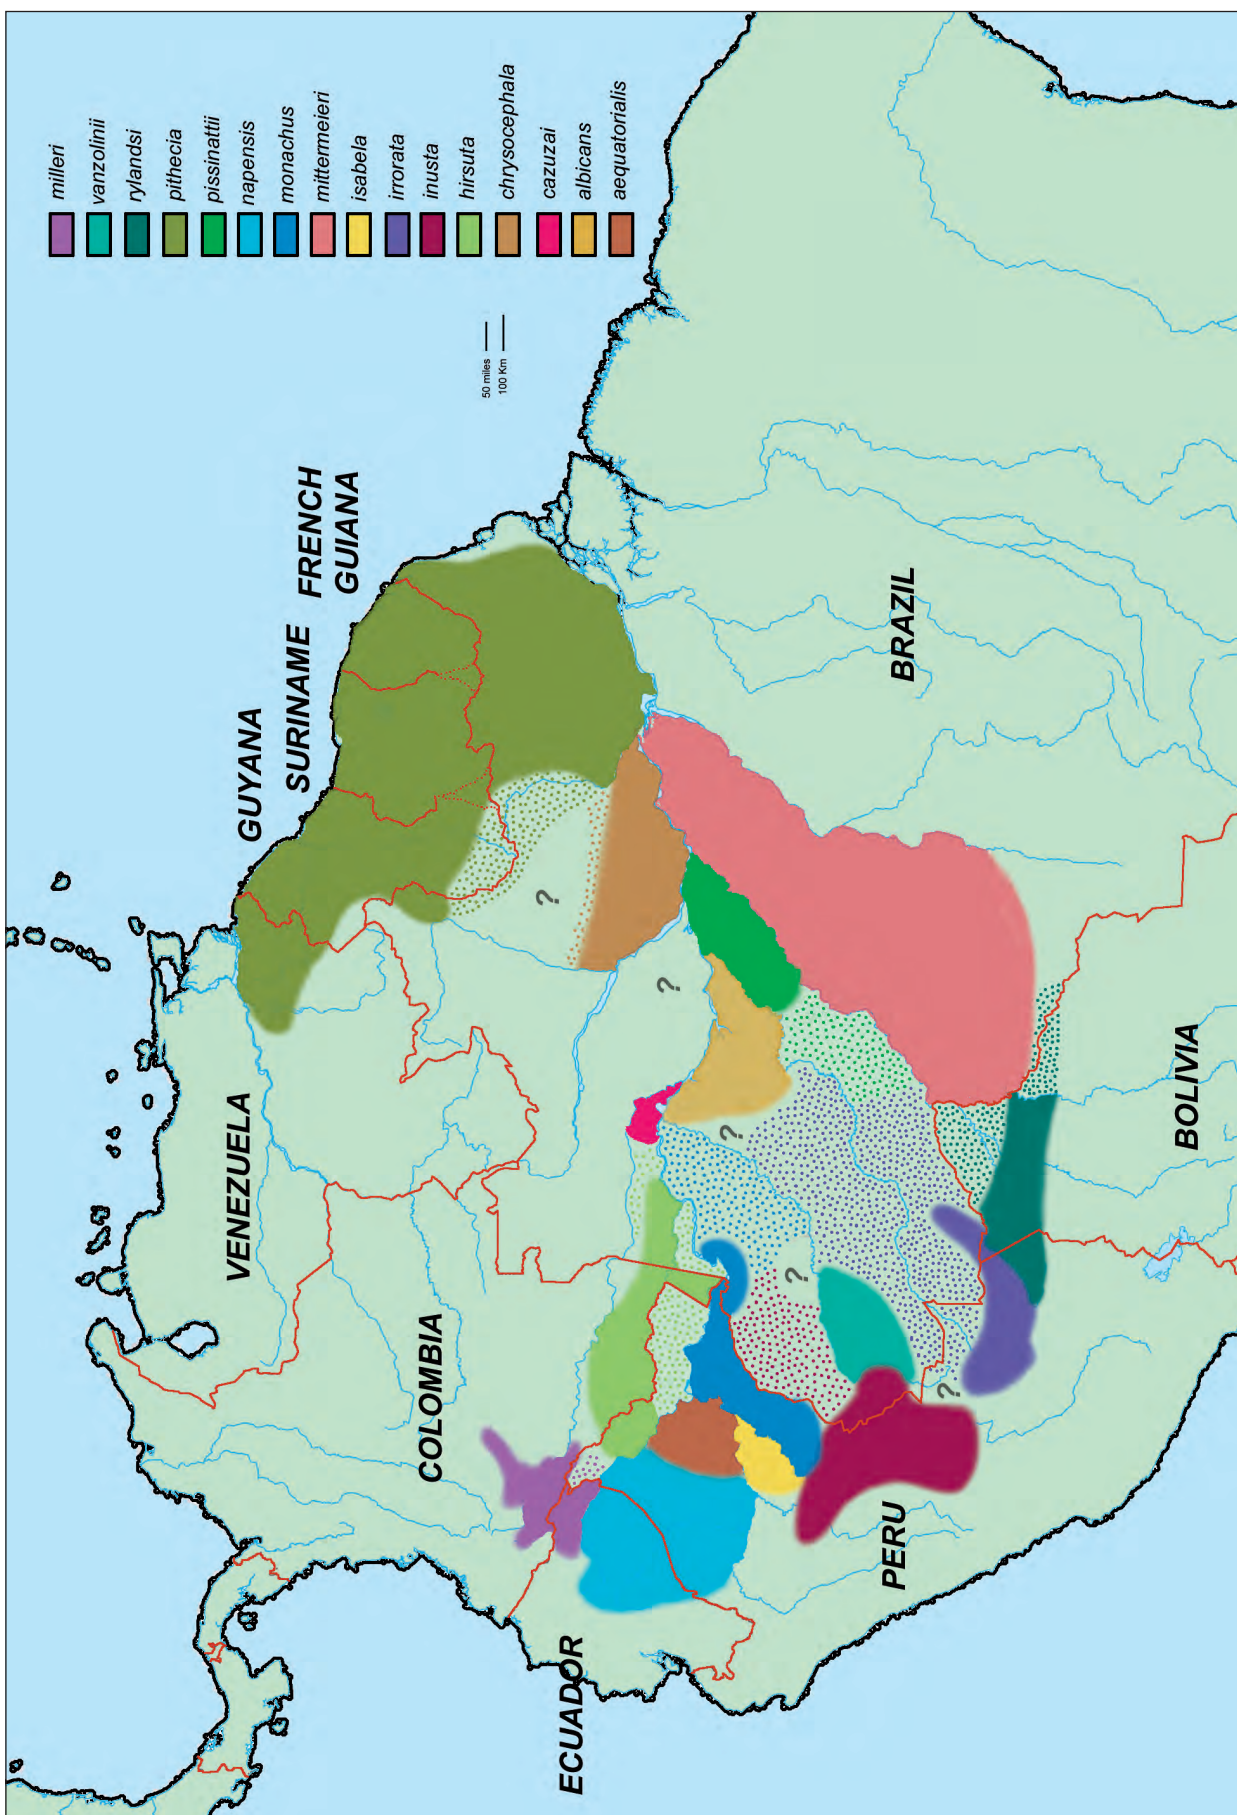 milleri
vanzolinii
rylandsi
pithecia
pissinattii
napensis
monachus
mittermeieri
isabela
irrorata
inusta
hirsuta
chrysocephala
cazuzai
albicans
aequatorialis
50 miles
100 Km
GUYANA
SURINAME
FRENCH
GUIANA
VENEZUELA
COLOMBIA
ECUADOR
PERU
BRAZIL
BOLIVIA
?
?
?
?
?